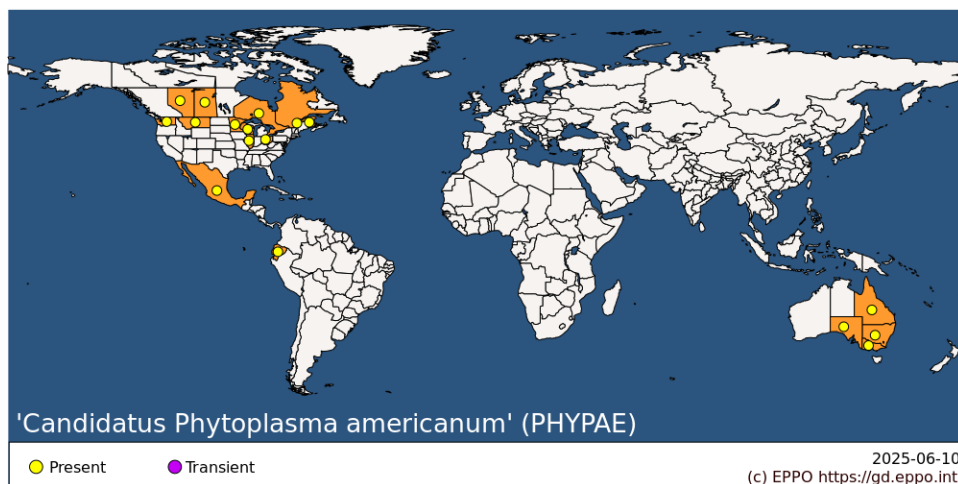 'Candidatus Phytoplasma americanum' (PHYPAE)
Present
Transient
2025-06-10
(c) EPPO https://gd.eppo.int